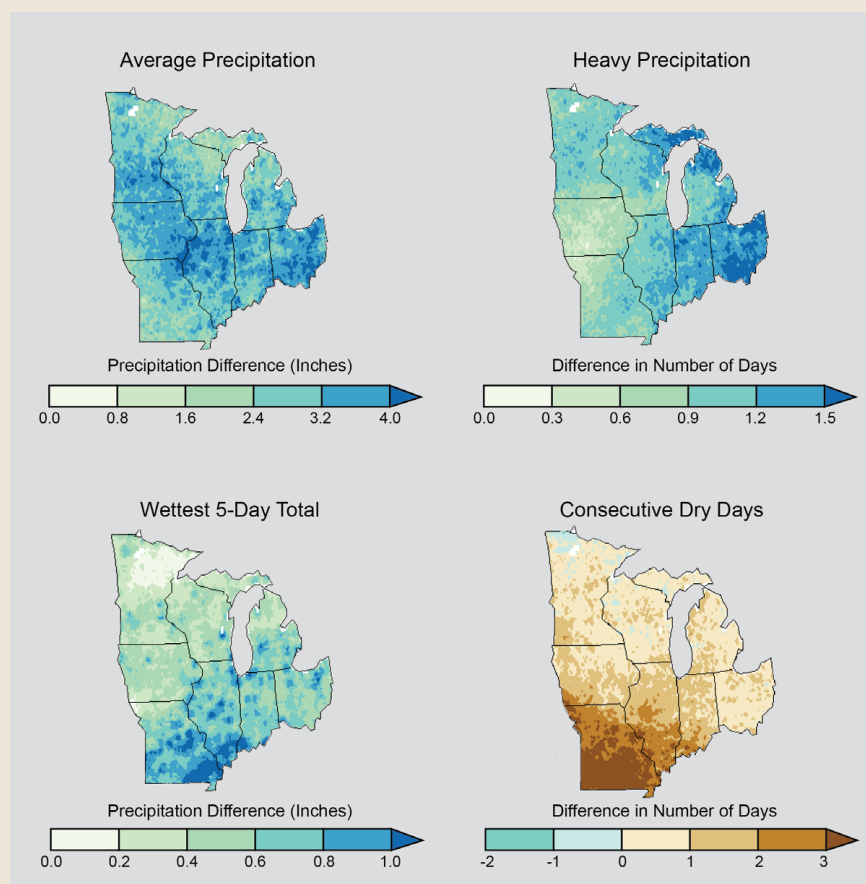 Average Precipitation
Heavy Precipitation
Precipitation Difference (Inches)
0.0 0.8 1.6 2.4 3.2 4.0
Difference in Number of Days
0.0 0.3 0.6 0.9 1.2 1.5
Wettest 5-Day Total
Consecutive Dry Days
Precipitation Difference (Inches)
0.0 0.2 0.4 0.6 0.8 1.0
Difference in Number of Days
-2 -1 0 1 2 3